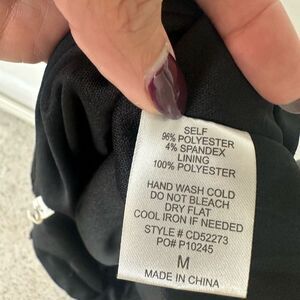 SELF
96% POLYESTER
4% SPANDEX
LINING
100% POLYESTER
HAND WASH COLD
DO NOT BLEACH
DRY FLAT
COOL IRON IF NEEDED
STYLE # CD52273
PO# P10245
M
MADE IN CHINA